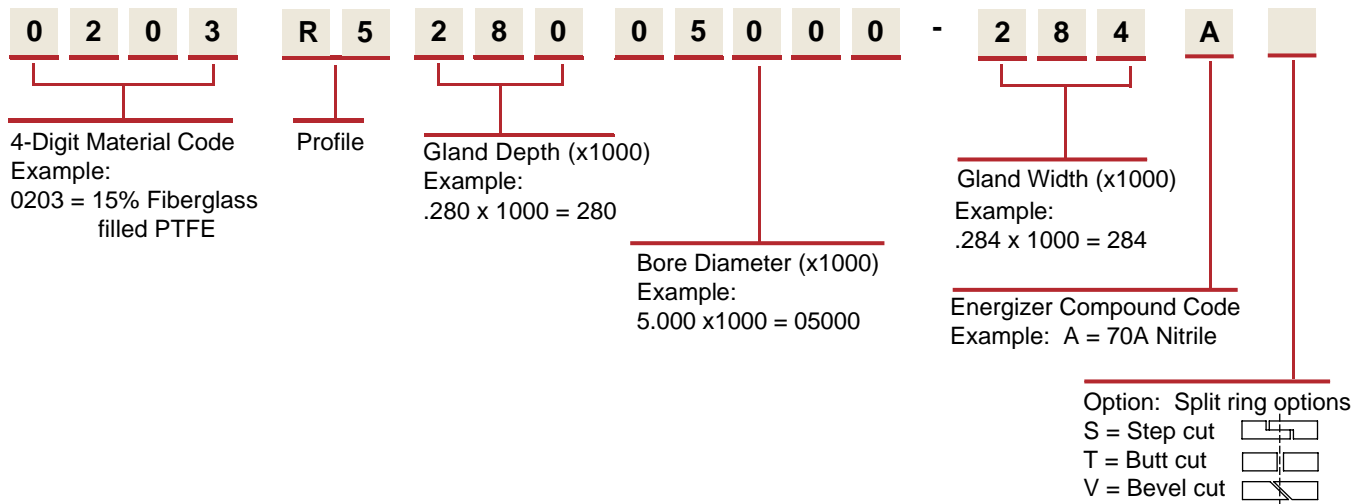 0 2 0 3 R 5 2 8 0 0 5 0 0 0 - 2 8 4 A
4-Digit Material Code
Example:
0203 = 15% Fiberglass
filled PTFE
Profile
Gland Depth (x1000)
Example:
.280 x 1000 = 280
Bore Diameter (x1000)
Example:
5.000 x1000 = 05000
Gland Width (x1000)
Example:
.284 x 1000 = 284
Energizer Compound Code
Example: A = 70A Nitrile
Option: Split ring options
S = Step cut
T = Butt cut
V = Bevel cut